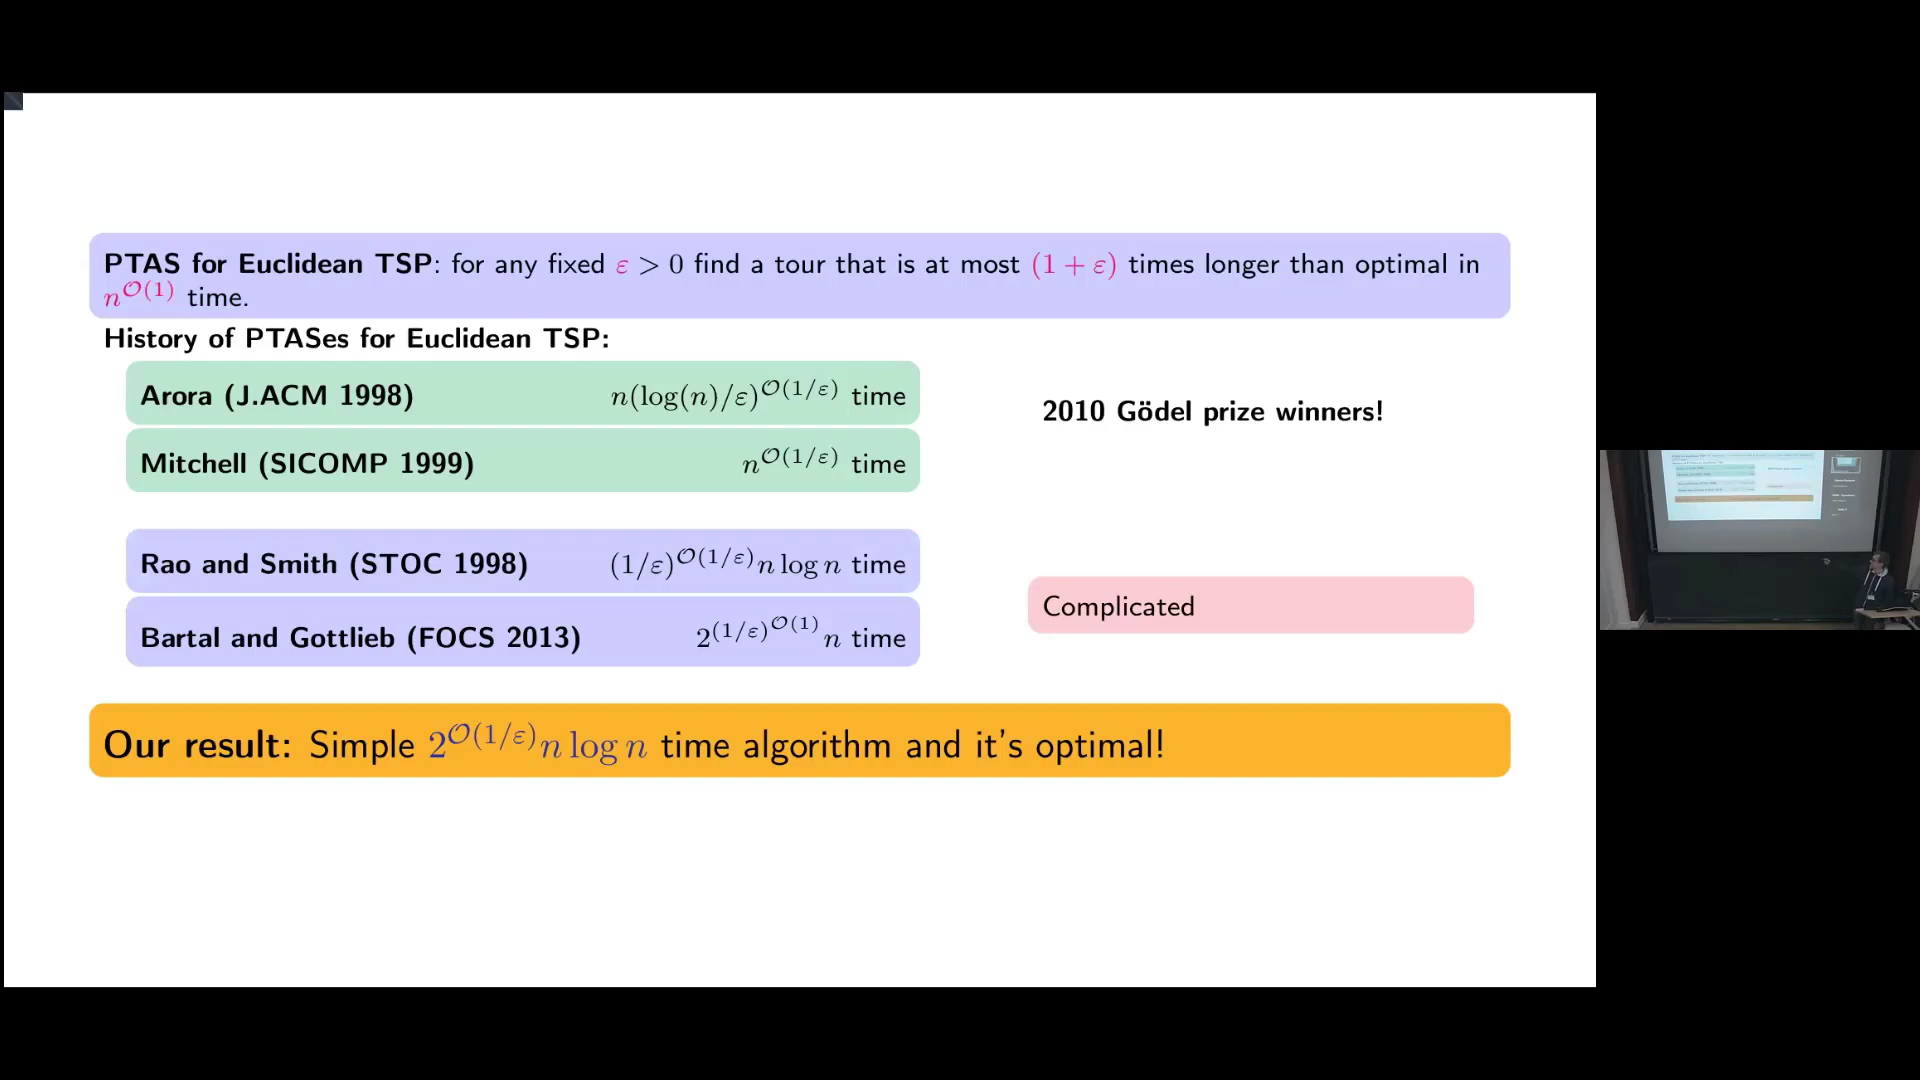 PTAS for Euclidean TSP: for any fixed ε > 0 find a tour that is at most (1 + ε) times longer than optimal in
n^{O(1)} time.
History of PTASes for Euclidean TSP:
Arora (J.ACM 1998) n(log(n)/ε)^{O(1/ε)} time
2010 Gödel prize winners!
Mitchell (SICOMP 1999) n^{O(1/ε)} time
Rao and Smith (STOC 1998) (1/ε)^{O(1/ε)} n log n time
Complicated
Bartal and Gottlieb (FOCS 2013) 2^{(1/ε)^{O(1)}} n time
Our result: Simple 2^{O(1/ε)} n log n time algorithm and it's optimal!